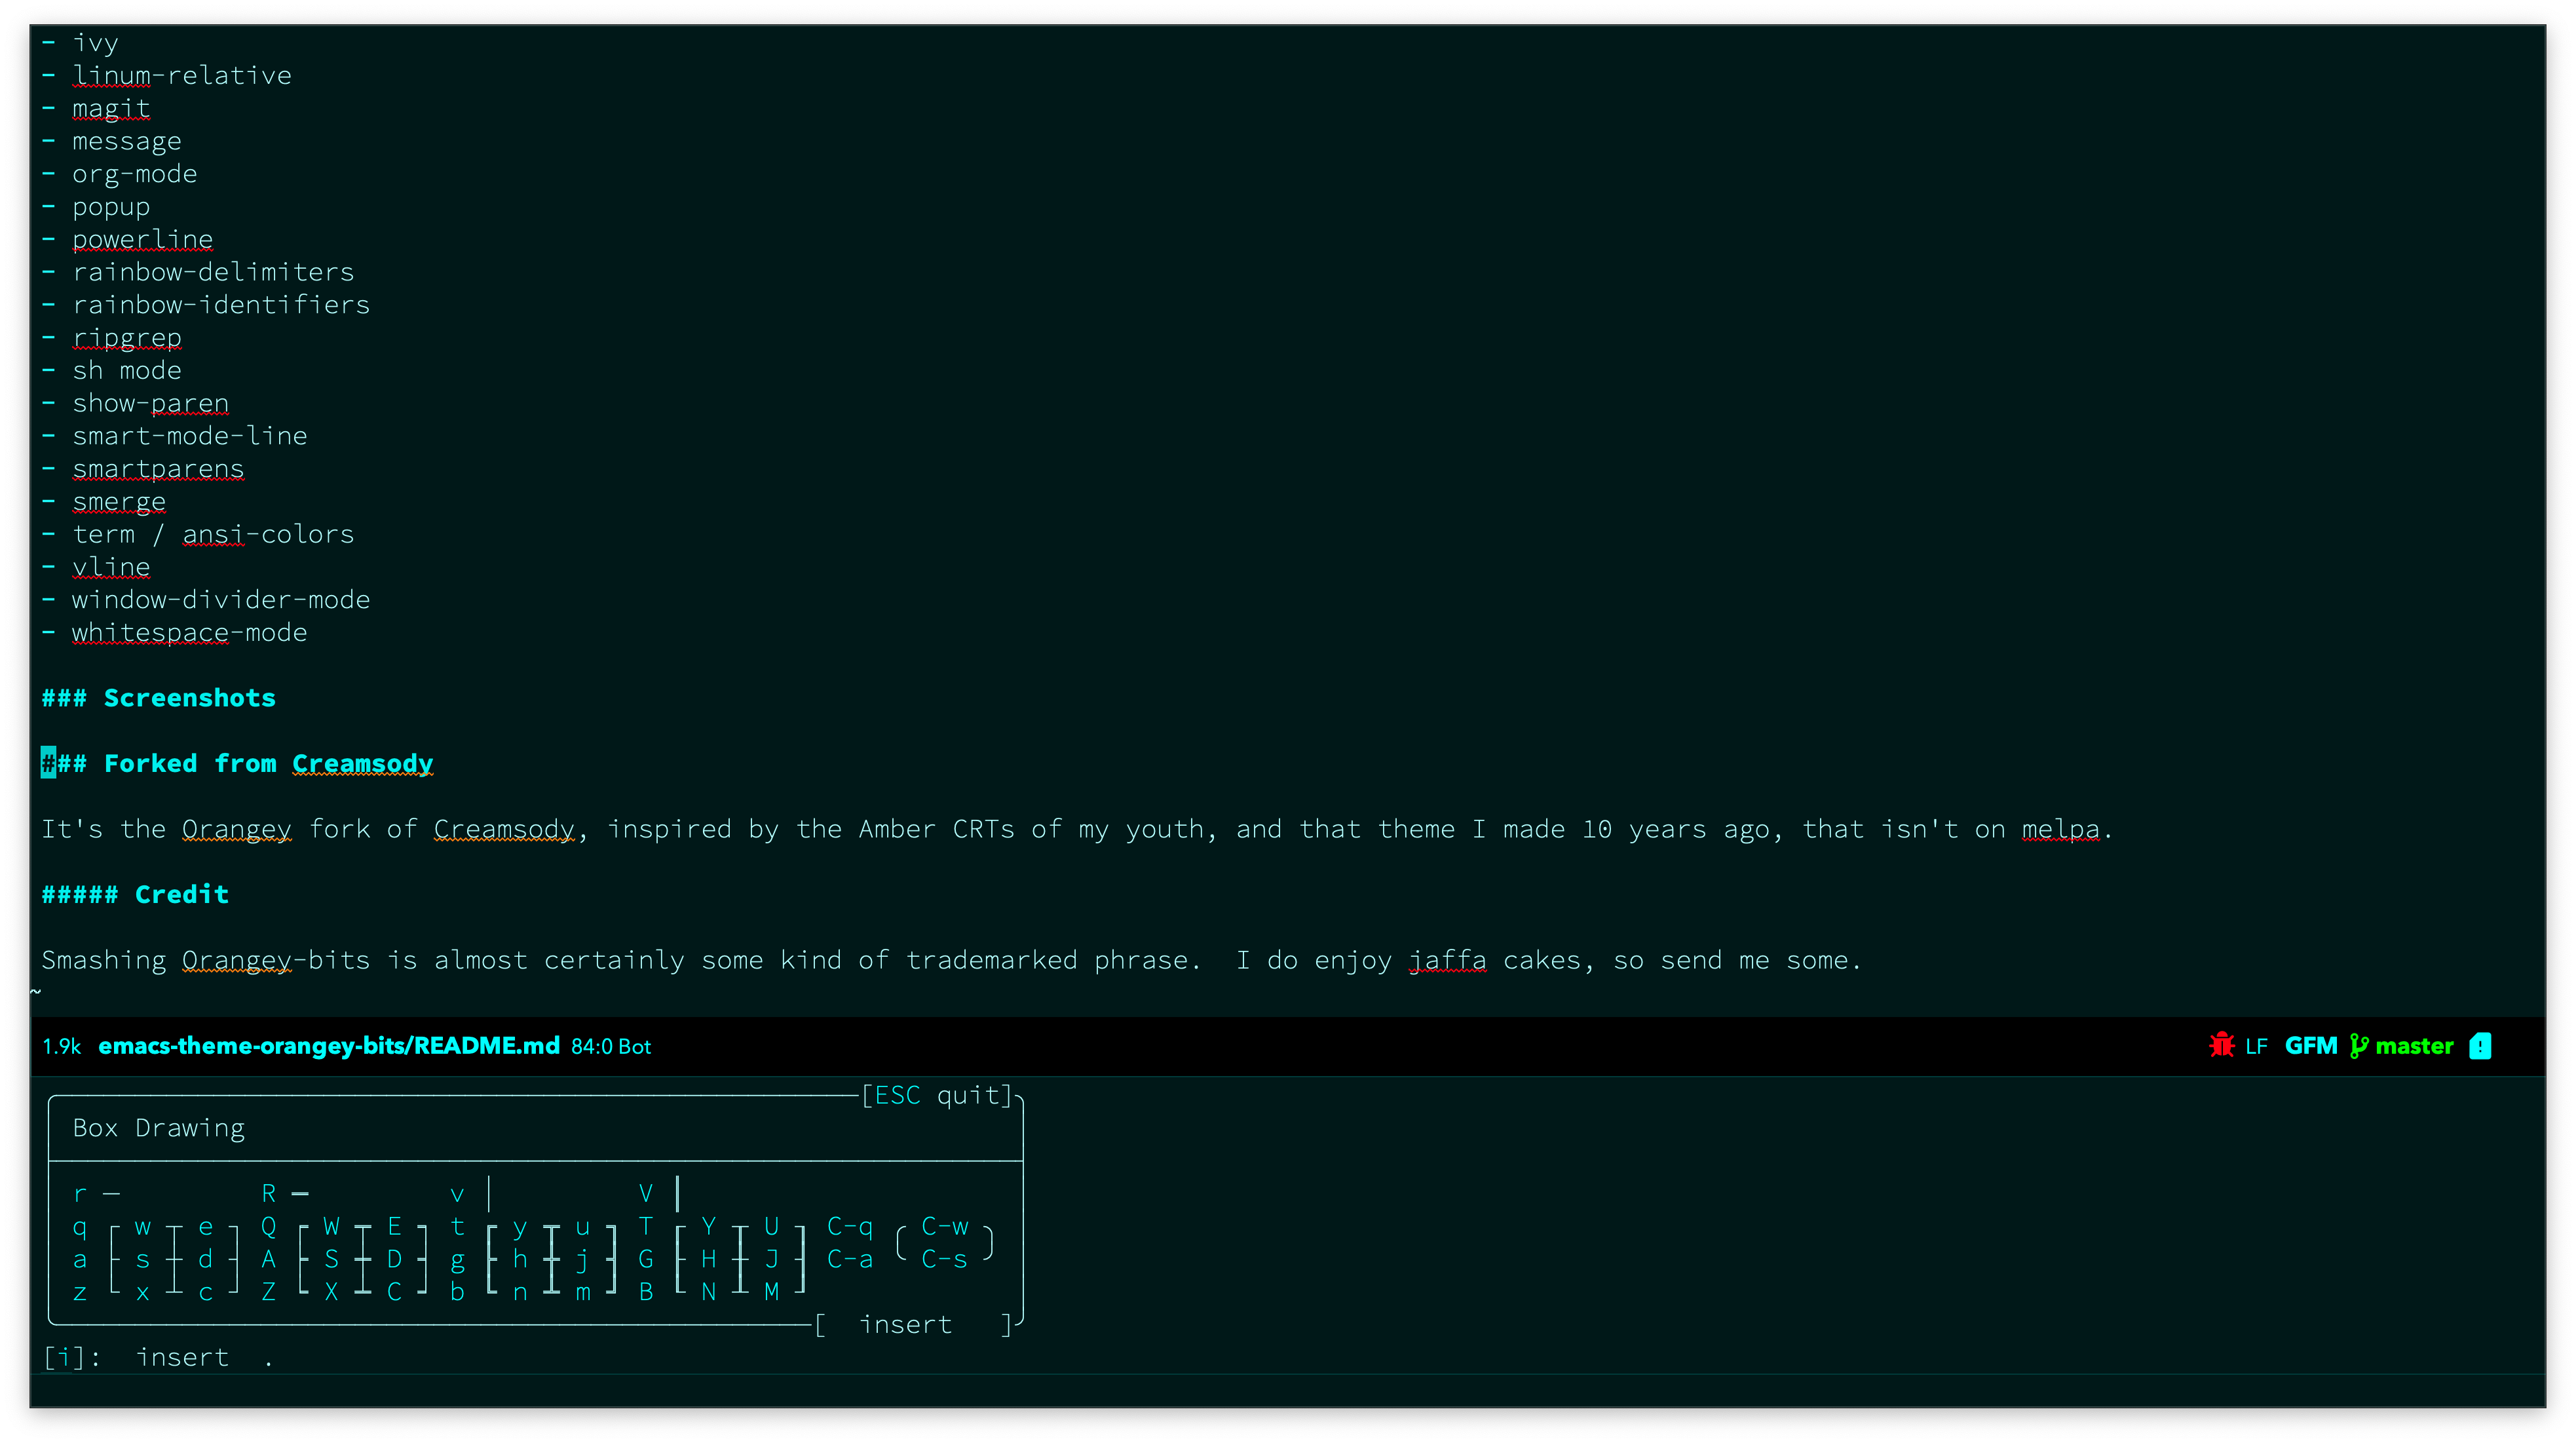 - ivy
- linum-relative
- magit
- message
- org-mode
- popup
- powerline
- rainbow-delimiters
- rainbow-identifiers
- ripgrep
- sh mode
- show-paren
- smart-mode-line
- smartparens
- smerge
- term / ansi-colors
- vline
- window-divider-mode
- whitespace-mode
### Screenshots
### Forked from Creamsody
It's the Orangey fork of Creamsody, inspired by the Amber CRTs of my youth, and that theme I made 10 years ago, that isn't on melpa.
##### Credit
Smashing Orangey-bits is almost certainly some kind of trademarked phrase.  I do enjoy jaffa cakes, so send me some.
~
1.9k emacs-theme-orangey-bits/README.md 84:0 Bot LF GFM master
[ESC quit]
Box Drawing
r ─ R ━ v │ V ┃
q ┌ w ┬ e ┐ Q ╒ W ╤ E ╕ t ╔ y ╦ u ╗ T ╓ Y ╥ U ╖ C-q ╭ C-w ╮
a ├ s ┼ d ┤ A ╞ S ╪ D ╡ g ╠ h ╬ j ╣ G ╟ H ╫ J ╢ C-a ╰ C-s ╯
z └ x ┴ c ┘ Z ╘ X ╧ C ╛ b ╚ n ╩ m ╝ B ╙ N ╨ M ╜
[ insert ]
[i]: insert .